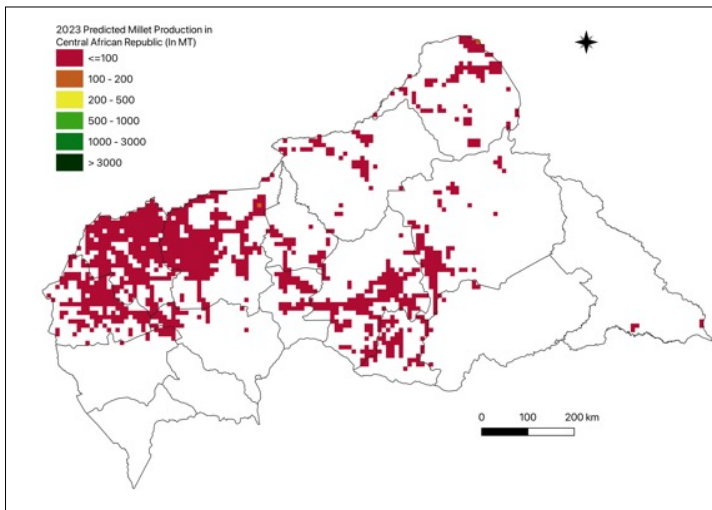 2023 Predicted Millet Production in
Central African Republic (In MT)
<=100
100 - 200
200 - 500
500 - 1000
1000 - 3000
> 3000
0 100 200 km